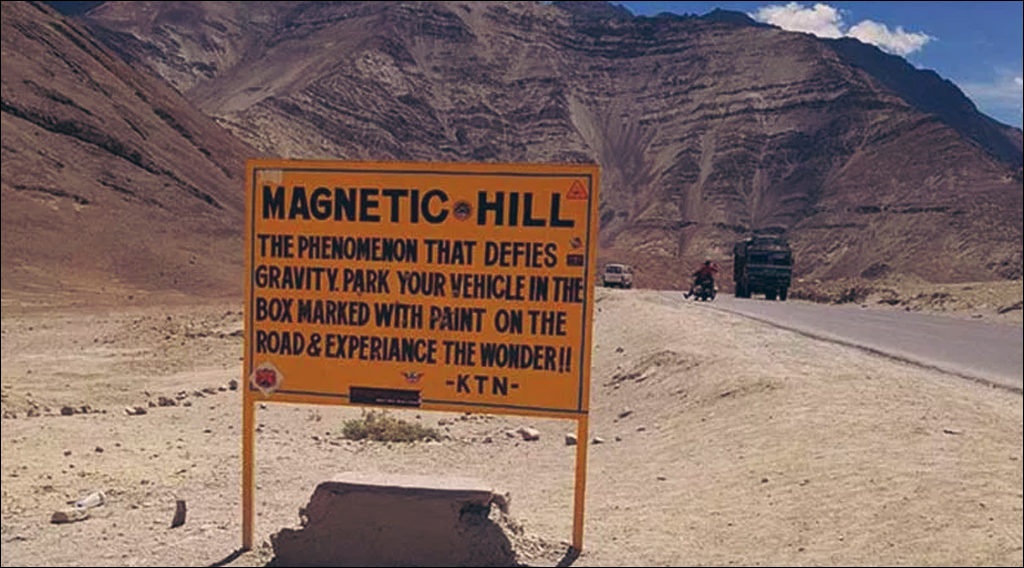 MAGNETIC HILL
THE PHENOMENON THAT DEFIES
GRAVITY. PARK YOUR VEHICLE IN THE
BOX MARKED WITH PAINT ON THE
ROAD & EXPERIANCE THE WONDER!!
-KTN-